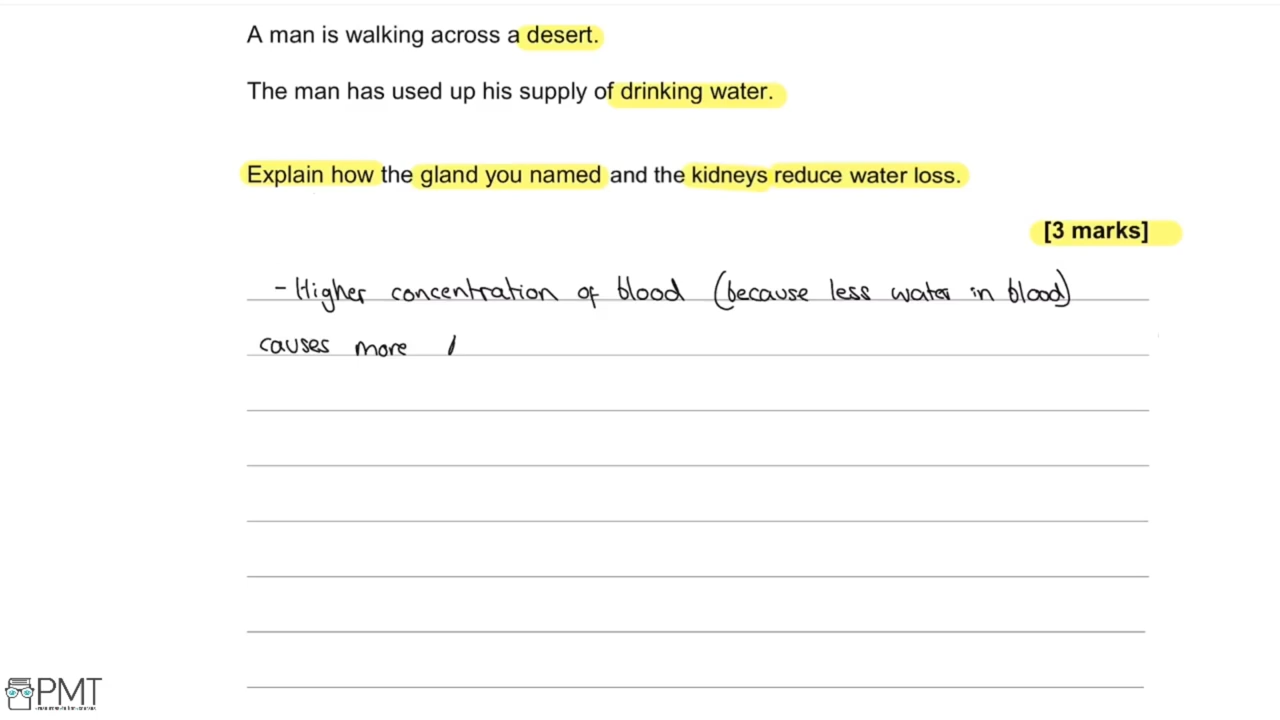 A man is walking across a desert.
The man has used up his supply of drinking water.
Explain how the gland you named and the kidneys reduce water loss.
[3 marks]
- Higher concentration of blood (because less water in blood)
causes more
PMT